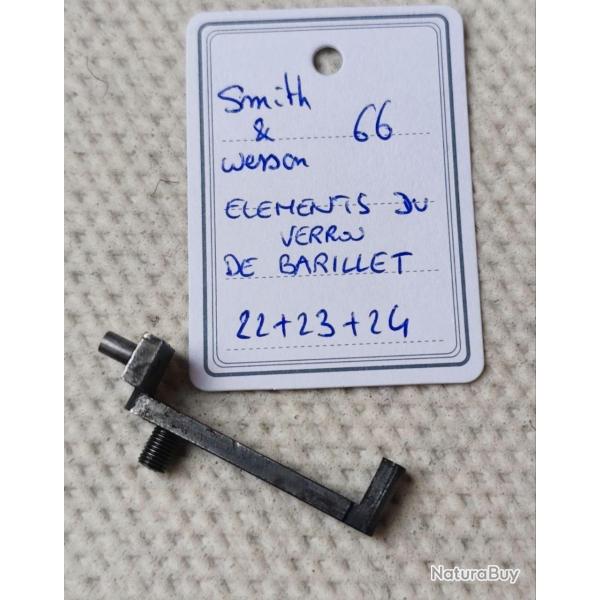 Smith
& 66
Wesson
ELEMENTS DU
VERROU
DE BARILLET
22+23+24
NaturaBuy